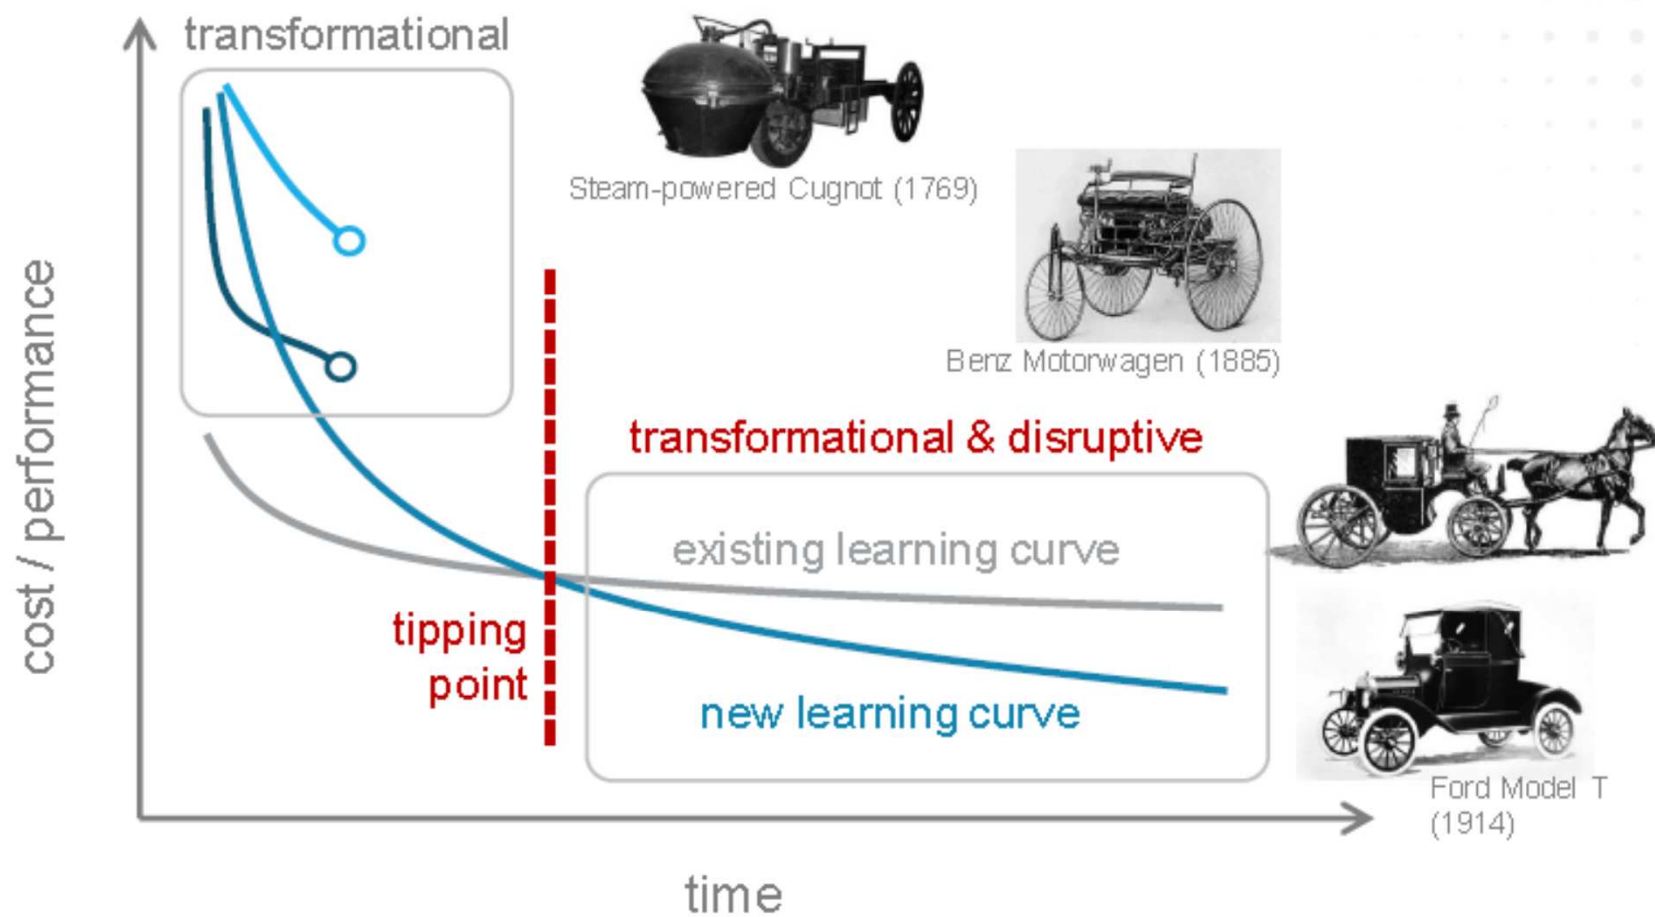 transformational
Steam-powered Cugnot (1769)
Benz Motorwagen (1885)
cost / performance
transformational & disruptive
existing learning curve
tipping
point
new learning curve
Ford Model T
(1914)
time